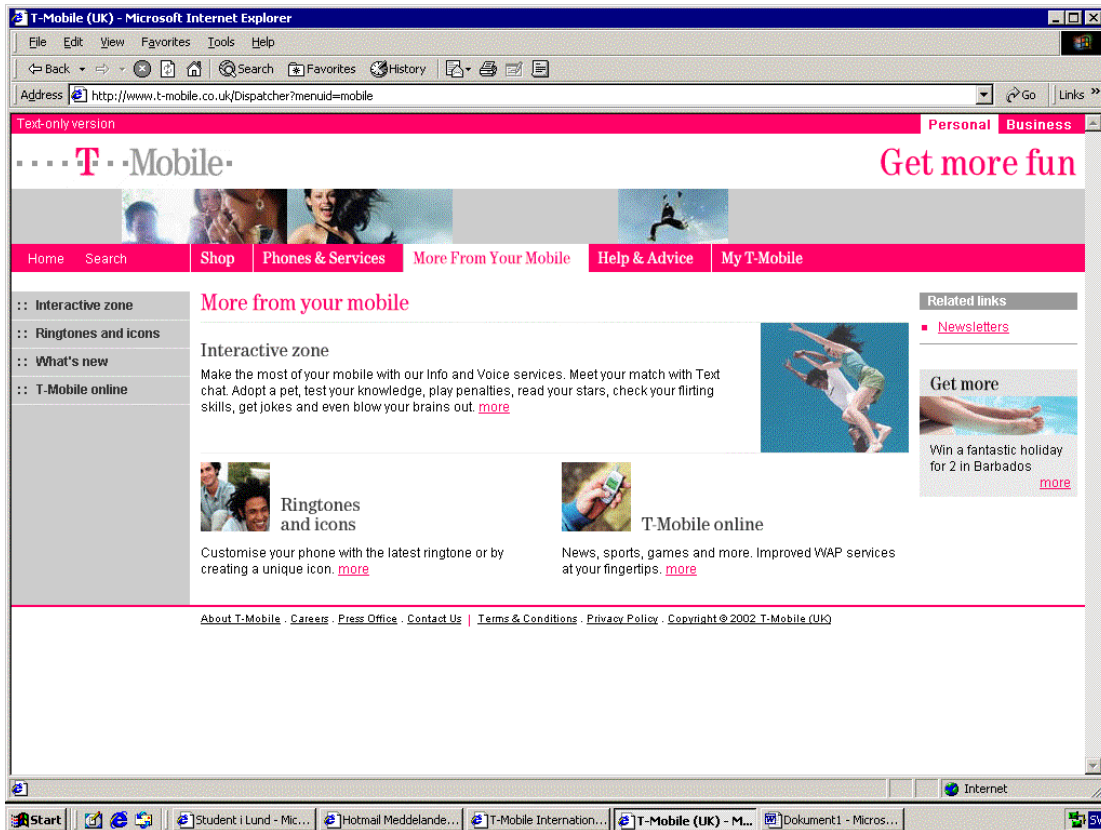 T-Mobile (UK) - Microsoft Internet Explorer
File Edit View Favorites Tools Help
Back Search Favorites History
Address http://www.t-mobile.co.uk/Dispatcher?menuid=mobile Go Links »
Text-only version Personal Business
T Mobile Get more fun
Home Search Shop Phones & Services More From Your Mobile Help & Advice My T-Mobile
:: Interactive zone
:: Ringtones and icons
:: What's new
:: T-Mobile online
More from your mobile
Interactive zone
Make the most of your mobile with our Info and Voice services. Meet your match with Text
chat. Adopt a pet, test your knowledge, play penalties, read your stars, check your flirting
skills, get jokes and even blow your brains out. more
Ringtones
and icons
Customise your phone with the latest ringtone or by
creating a unique icon. more
T-Mobile online
News, sports, games and more. Improved WAP services
at your fingertips. more
Related links
Newsletters
Get more
Win a fantastic holiday
for 2 in Barbados
more
About T-Mobile . Careers . Press Office . Contact Us | Terms & Conditions . Privacy Policy . Copyright © 2002 T-Mobile (UK)
Internet
Start Student i Lund - Mic... Hotmail Meddelande... T-Mobile Internation... T-Mobile (UK) - M... Dokument1 - Micros...